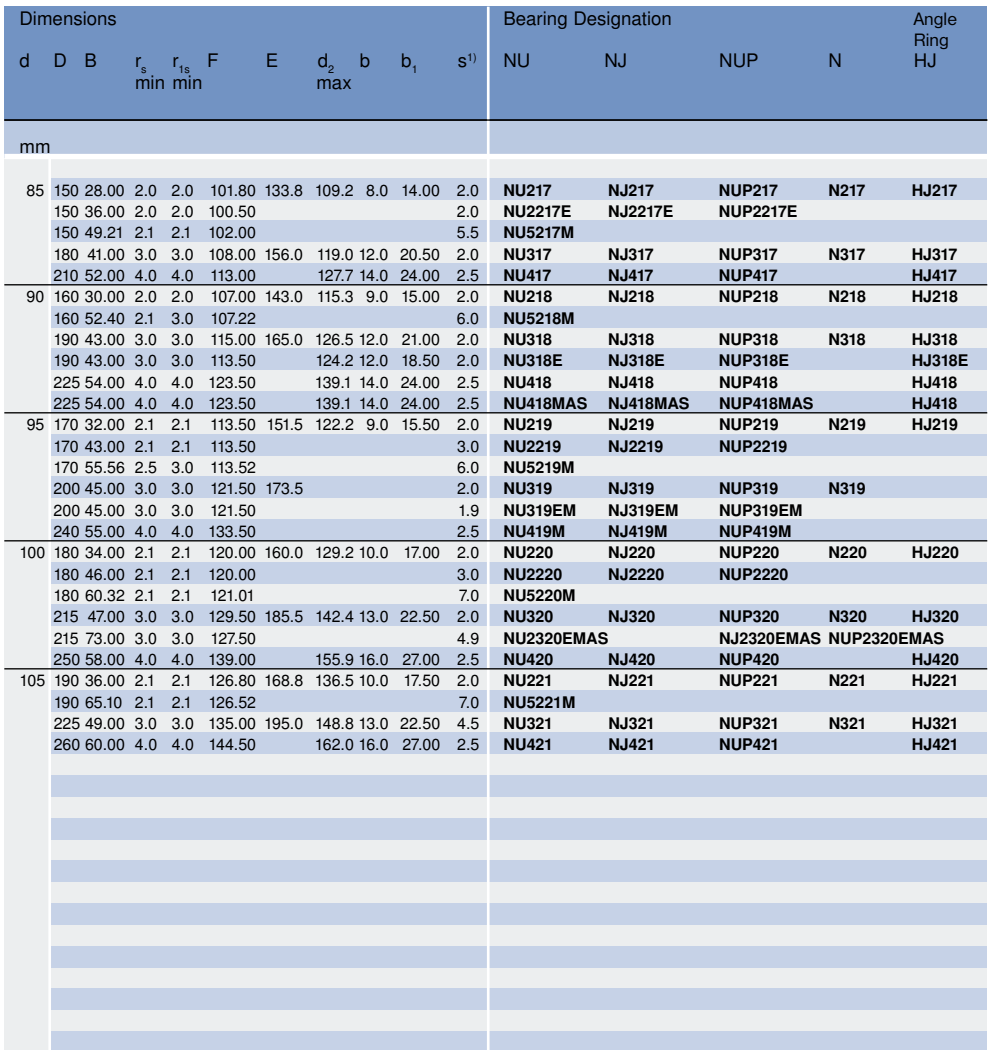 Dimensions Bearing Designation Angle
Ring
d D B rs r1s F E d2 b b1 s1) NU NJ NUP N HJ
min min max
mm
85 150 28.00 2.0 2.0 101.80 133.8 109.2 8.0 14.00 2.0 NU217 NJ217 NUP217 N217 HJ217
150 36.00 2.0 2.0 100.50 2.0 NU2217E NJ2217E NUP2217E
150 49.21 2.1 2.1 102.00 5.5 NU5217M
180 41.00 3.0 3.0 108.00 156.0 119.0 12.0 20.50 2.0 NU317 NJ317 NUP317 N317 HJ317
210 52.00 4.0 4.0 113.00 127.7 14.0 24.00 2.5 NU417 NJ417 NUP417 HJ417
90 160 30.00 2.0 2.0 107.00 143.0 115.3 9.0 15.00 2.0 NU218 NJ218 NUP218 N218 HJ218
160 52.40 2.1 3.0 107.22 6.0 NU5218M
190 43.00 3.0 3.0 115.00 165.0 126.5 12.0 21.00 2.0 NU318 NJ318 NUP318 N318 HJ318
190 43.00 3.0 3.0 113.50 124.2 12.0 18.50 2.0 NU318E NJ318E NUP318E HJ318E
225 54.00 4.0 4.0 123.50 139.1 14.0 24.00 2.5 NU418 NJ418 NUP418 HJ418
225 54.00 4.0 4.0 123.50 139.1 14.0 24.00 2.5 NU418MAS NJ418MAS NUP418MAS HJ418
95 170 32.00 2.1 2.1 113.50 151.5 122.2 9.0 15.50 2.0 NU219 NJ219 NUP219 N219 HJ219
170 43.00 2.1 2.1 113.50 3.0 NU2219 NJ2219 NUP2219
170 55.56 2.5 3.0 113.52 6.0 NU5219M
200 45.00 3.0 3.0 121.50 173.5 2.0 NU319 NJ319 NUP319 N319
200 45.00 3.0 3.0 121.50 1.9 NU319EM NJ319EM NUP319EM
240 55.00 4.0 4.0 133.50 2.5 NU419M NJ419M NUP419M
100 180 34.00 2.1 2.1 120.00 160.0 129.2 10.0 17.00 2.0 NU220 NJ220 NUP220 N220 HJ220
180 46.00 2.1 2.1 120.00 3.0 NU2220 NJ2220 NUP2220
180 60.32 2.1 2.1 121.01 7.0 NU5220M
215 47.00 3.0 3.0 129.50 185.5 142.4 13.0 22.50 2.0 NU320 NJ320 NUP320 N320 HJ320
215 73.00 3.0 3.0 127.50 4.9 NU2320EMAS NJ2320EMAS NUP2320EMAS
250 58.00 4.0 4.0 139.00 155.9 16.0 27.00 2.5 NU420 NJ420 NUP420 HJ420
105 190 36.00 2.1 2.1 126.80 168.8 136.5 10.0 17.50 2.0 NU221 NJ221 NUP221 N221 HJ221
190 65.10 2.1 2.1 126.52 7.0 NU5221M
225 49.00 3.0 3.0 135.00 195.0 148.8 13.0 22.50 4.5 NU321 NJ321 NUP321 N321 HJ321
260 60.00 4.0 4.0 144.50 162.0 16.0 27.00 2.5 NU421 NJ421 NUP421 HJ421